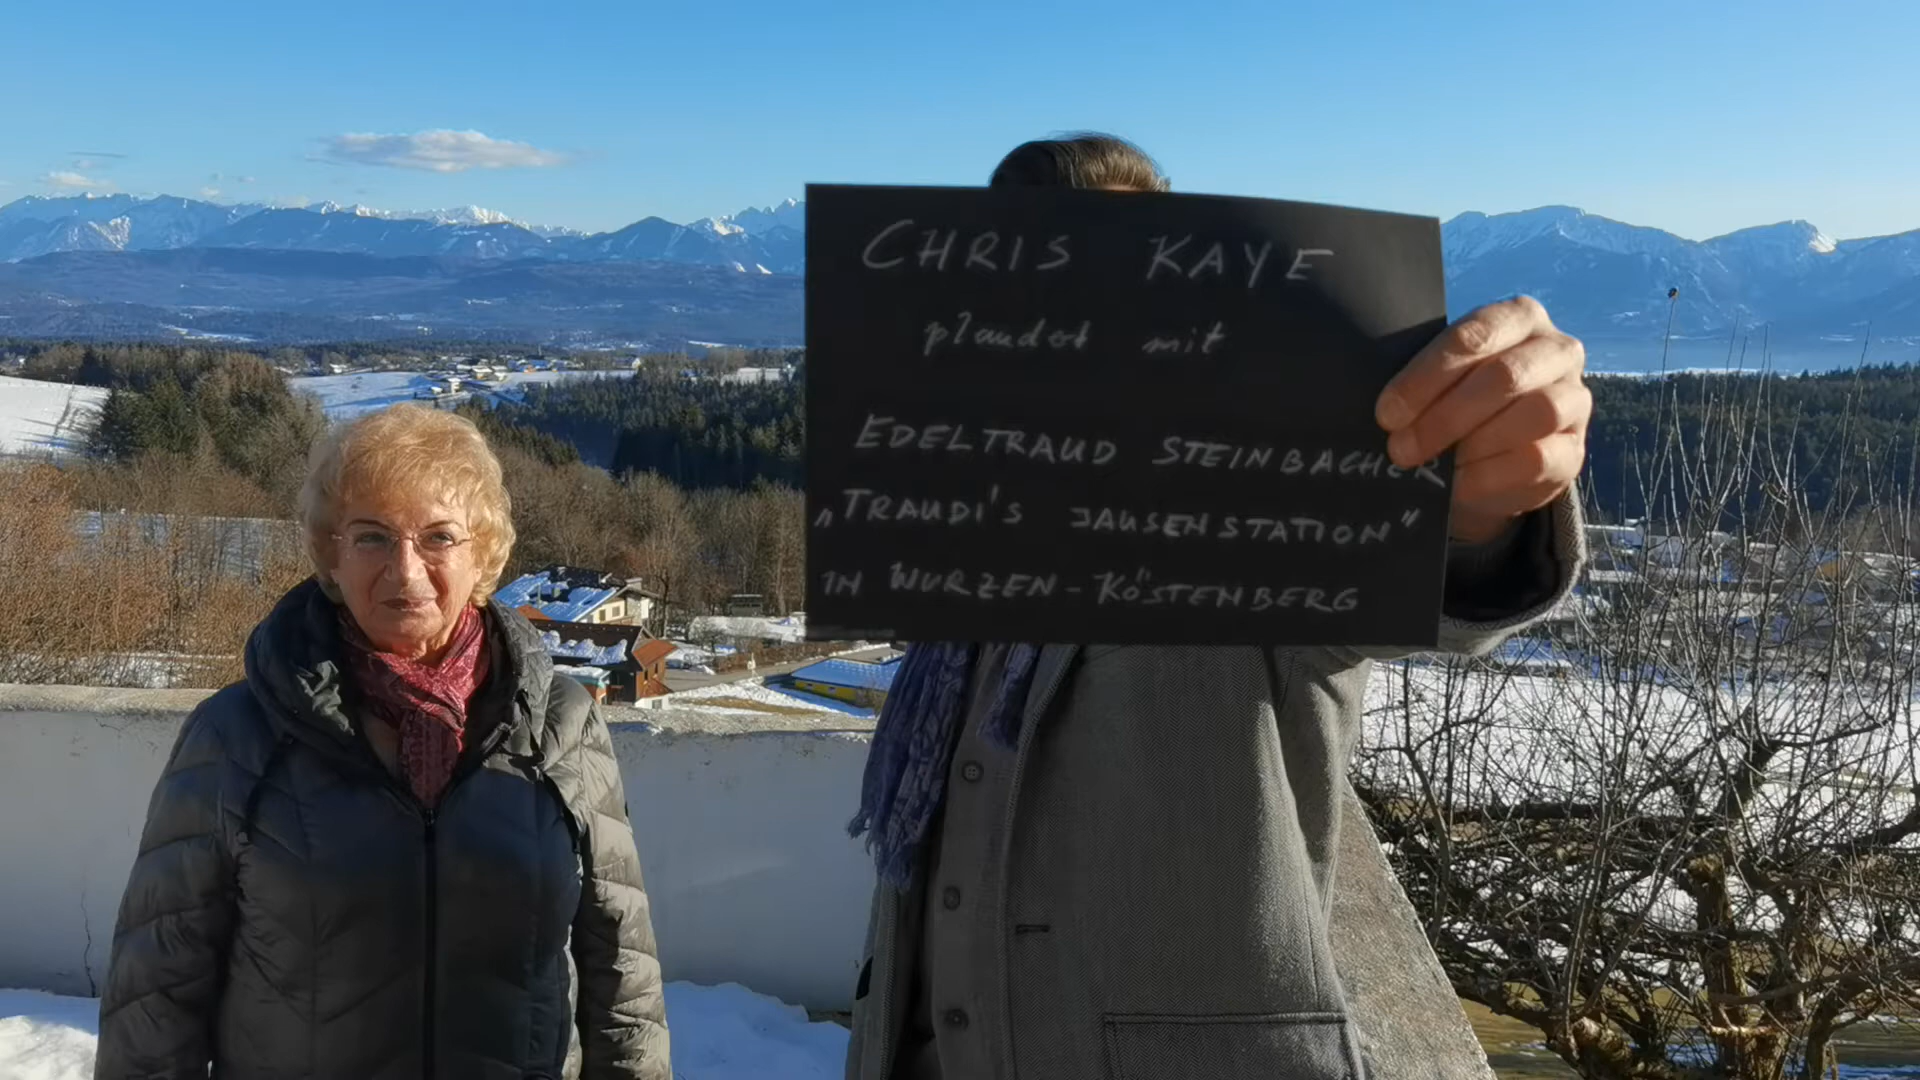 CHRIS KAYE
plaudert mit
EDELTRAUD STEINBACHER
„TRAUDI'S JAUSENSTATION“
IN WURZEN-KÖSTENBERG